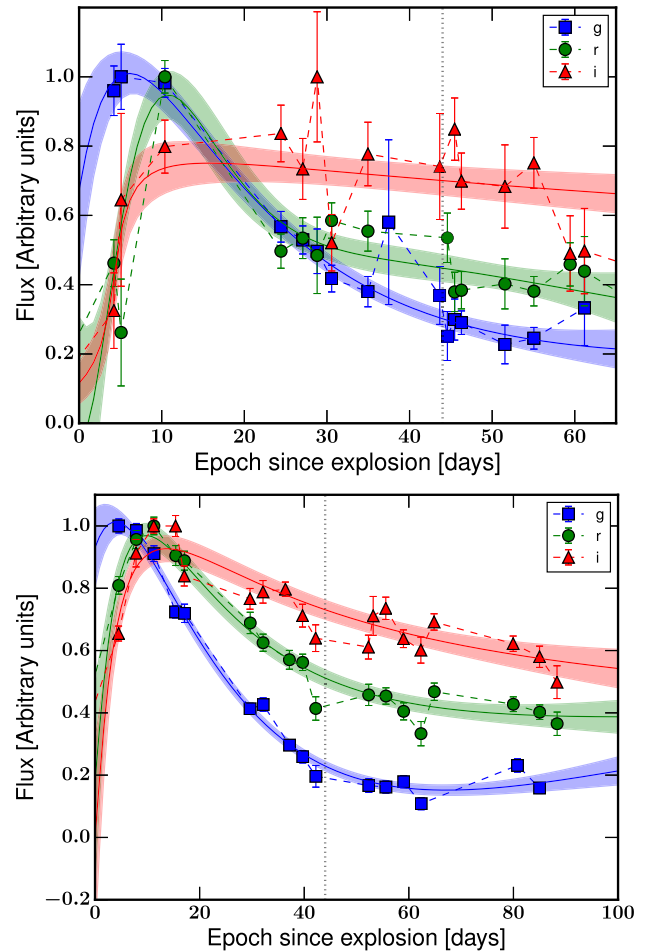 1.0
0.8
0.6
0.4
0.2
0.0
Flux [Arbitrary units]
g
r
i
0 10 20 30 40 50 60
Epoch since explosion [days]
1.0
0.8
0.6
0.4
0.2
0.0
−0.2
Flux [Arbitrary units]
g
r
i
0 20 40 60 80 100
Epoch since explosion [days]